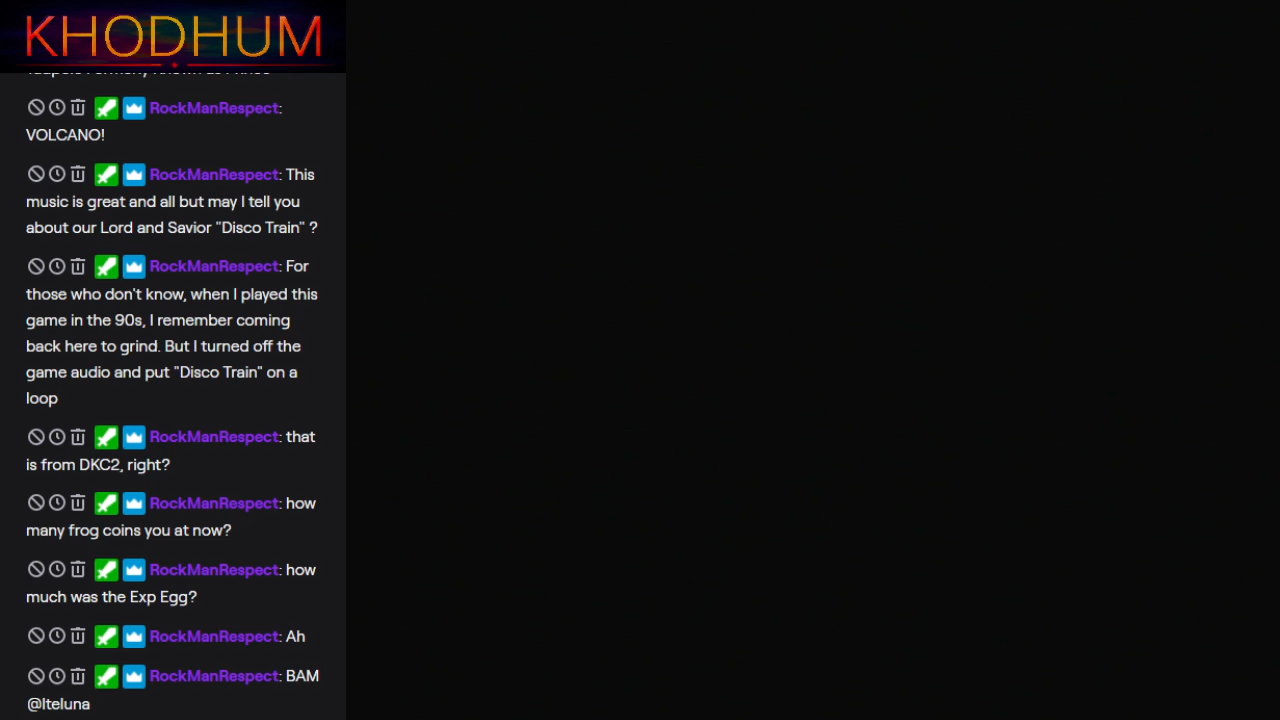 KHODHUM
RockManRespect:
VOLCANO!
RockManRespect: This
music is great and all but may I tell you
about our Lord and Savior "Disco Train" ?
RockManRespect: For
those who don't know, when I played this
game in the 90s, I remember coming
back here to grind. But I turned off the
game audio and put "Disco Train" on a
loop
RockManRespect: that
is from DKC2, right?
RockManRespect: how
many frog coins you at now?
RockManRespect: how
much was the Exp Egg?
RockManRespect: Ah
RockManRespect: BAM
@Iteluna